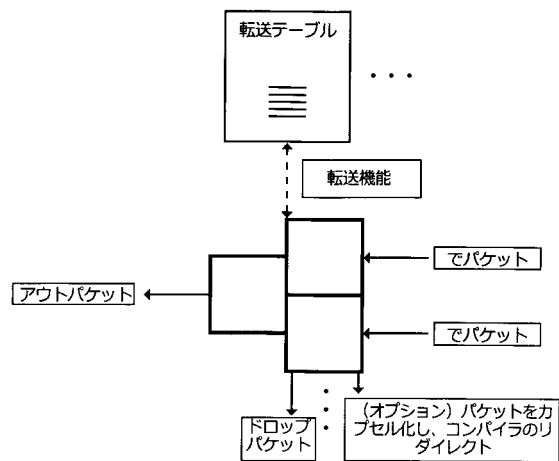 転送テーブル
転送機能
でパケット
アウトパケット
でパケット
ドロップ
パケット
(オプション)パケットをカ
プセル化し、コンパイラのリ
ダイレクト